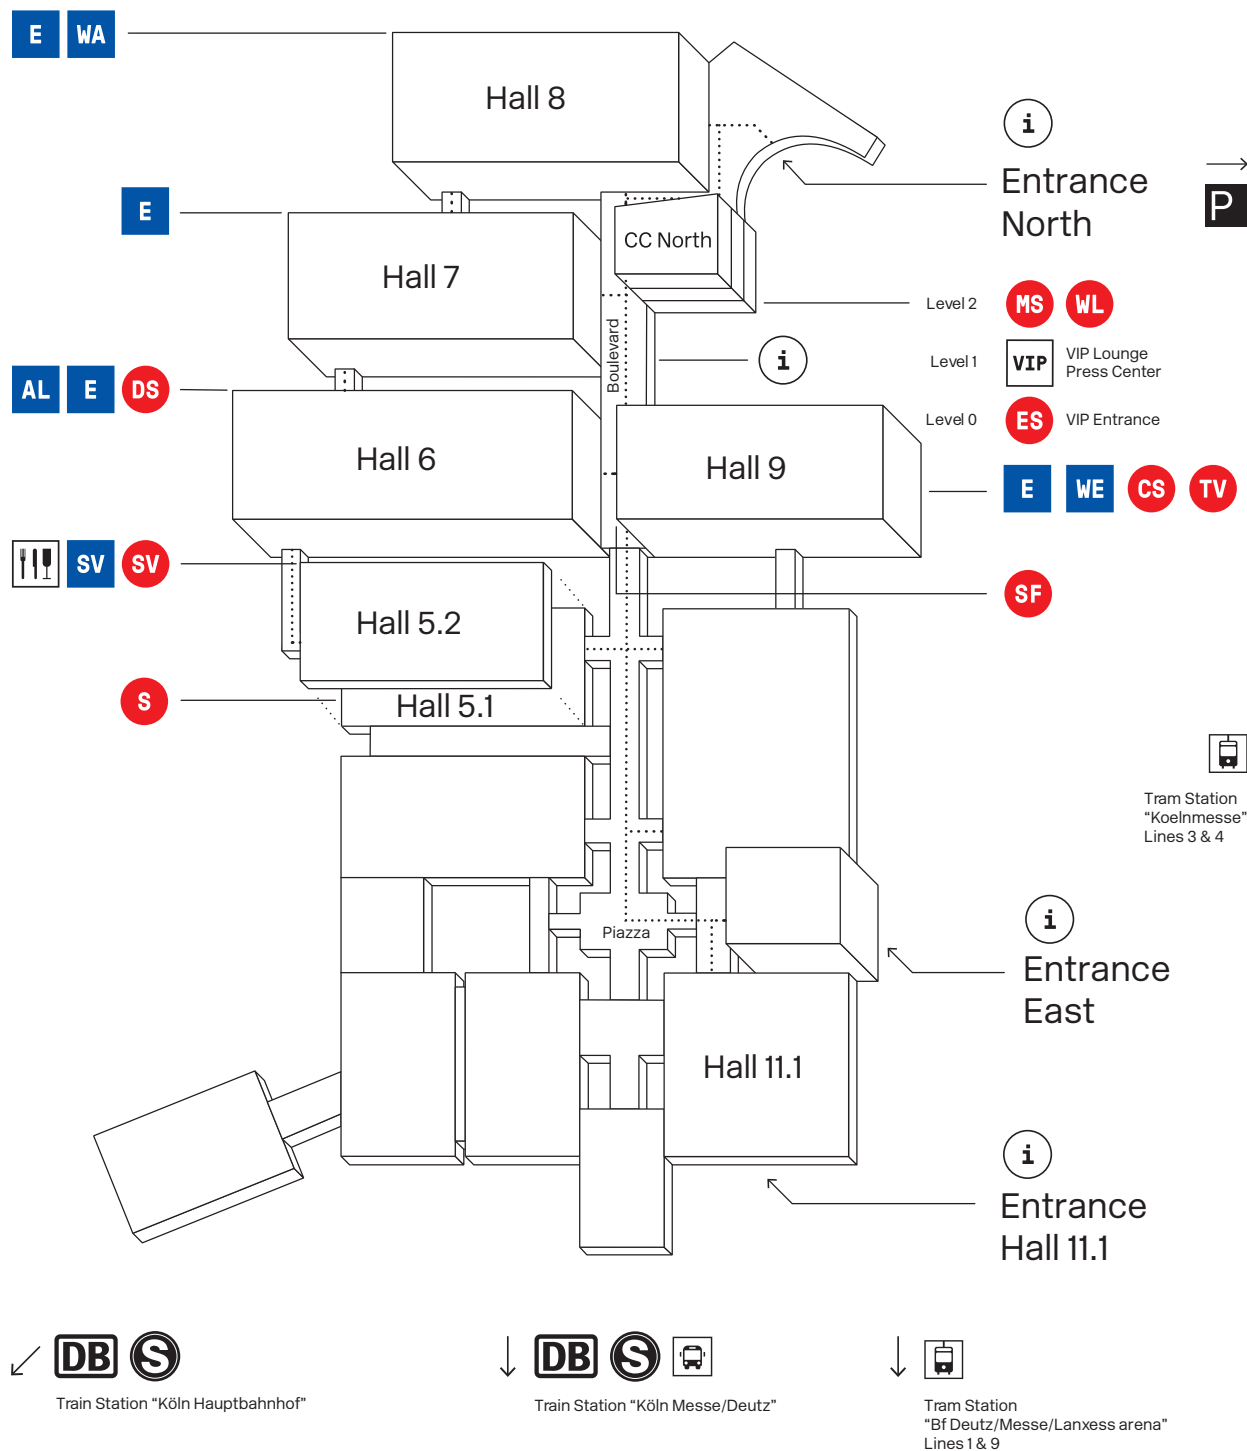 E WA
Hall 8
i
Entrance
North
P
E
CC North
Hall 7
Level 2 MS WL
Boulevard
i
Level 1 VIP VIP Lounge
Press Center
AL E DS
Level 0 ES VIP Entrance
Hall 6
Hall 9
E WE CS TV
SV SV
SF
Hall 5.2
S
Hall 5.1
Tram Station
"Koelnmesse"
Lines 3 & 4
i
Piazza
Entrance
East
Hall 11.1
i
Entrance
Hall 11.1
DB S
Train Station “Köln Hauptbahnhof”
DB S
Train Station “Köln Messe/Deutz”
Tram Station
“Bf Deutz/Messe/Lanxess arena”
Lines 1 & 9